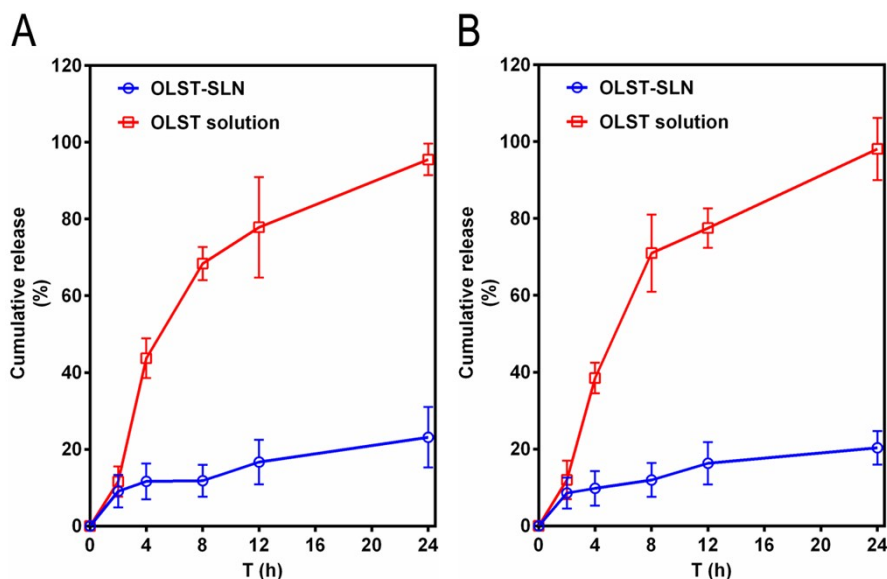 A
120
100
80
60
40
20
0
Cumulative release
(%)
OLST-SLN
OLST solution
0 4 8 12 16 20 24
T (h)
B
120
100
80
60
40
20
0
Cumulative release
(%)
OLST-SLN
OLST solution
0 4 8 12 16 20 24
T (h)